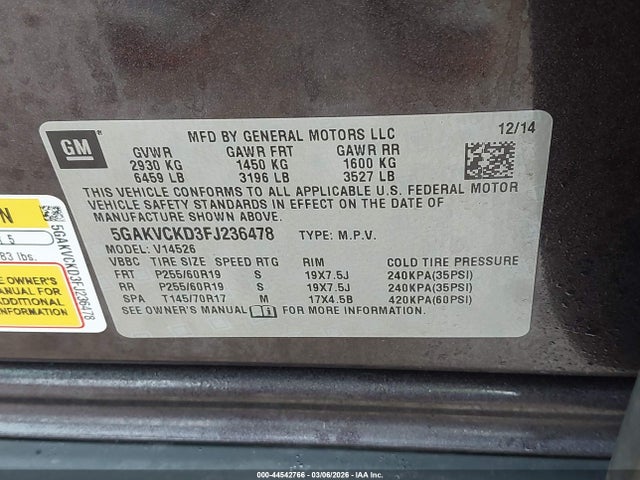 GM
MFD BY GENERAL MOTORS LLC 12/14
GVWR GAWR FRT GAWR RR
2930 KG 1450 KG 1600 KG
6459 LB 3196 LB 3527 LB
THIS VEHICLE CONFORMS TO ALL APPLICABLE U.S. FEDERAL MOTOR
VEHICLE SAFETY STANDARDS IN EFFECT ON THE DATE OF
MANUFACTURE SHOWN ABOVE.
5GAKVCKD3FJ236478 TYPE: M.P.V.
MODEL: V14526
VBBC TIRE SIZE SPEED RTG RIM COLD TIRE PRESSURE
FRT P255/60R19 S 19X7.5J 240KPA(35PSI)
RR P255/60R19 S 19X7.5J 240KPA(35PSI)
SPA T145/70R17 M 17X4.5B 420KPA(60PSI)
SEE OWNER'S MANUAL FOR MORE INFORMATION.
N
.5
83 lbs.
E OWNER'S
AL FOR
ADDITIONAL
INFORMATION
5GAKVCKD3FJ236478
000-44542766 - 03/06/2026 - IAA Inc.